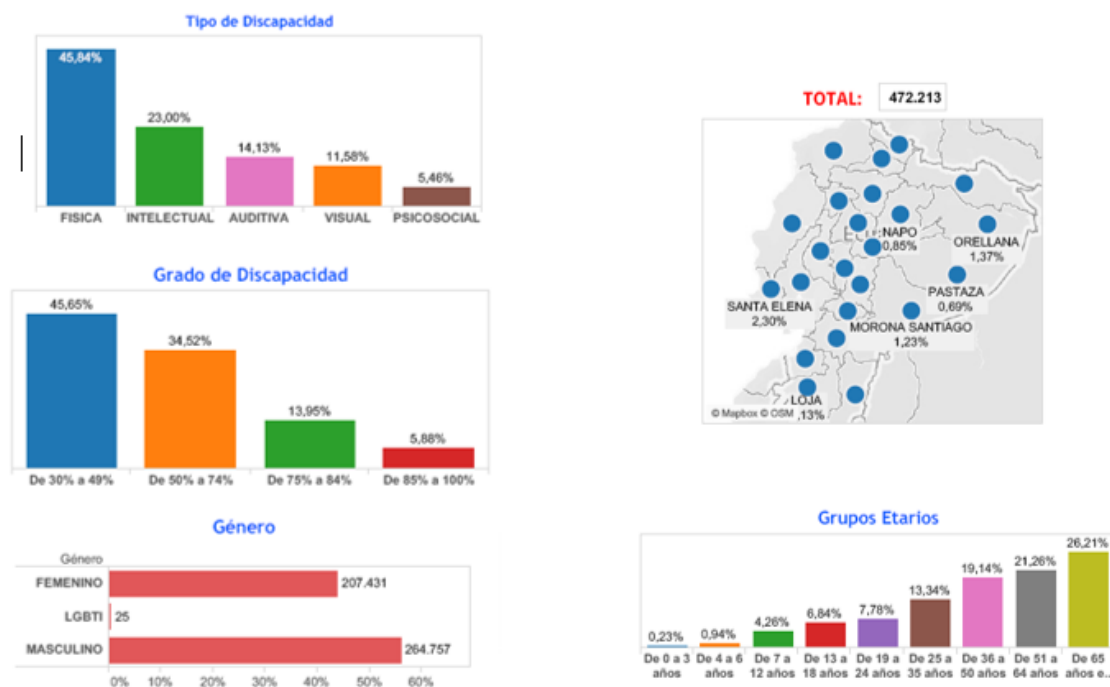 Tipo de Discapacidad
45,84%
23,00%
14,13%
11,58%
5,46%
FISICA INTELECTUAL AUDITIVA VISUAL PSICOSOCIAL
TOTAL: 472.213
NAPO
0,85%
ORELLANA
1,37%
PASTAZA
0,69%
SANTA ELENA
2,30%
MORONA SANTIAGO
1,23%
LOJA
,13%
© Mapbox © OSM
Grado de Discapacidad
45,65%
34,52%
13,95%
5,88%
De 30% a 49% De 50% a 74% De 75% a 84% De 85% a 100%
Género
Género
FEMENINO 207.431
LGBTI 25
MASCULINO 264.757
0% 10% 20% 30% 40% 50% 60%
Grupos Etarios
0,23%
0,94%
4,26%
6,84%
7,78%
13,34%
19,14%
21,26%
26,21%
De 0 a 3 De 4 a 6 De 7 a De 13 a De 19 a De 25 a De 36 a De 51 a De 65
años años 12 años 18 años 24 años 35 años 50 años 64 años años e..